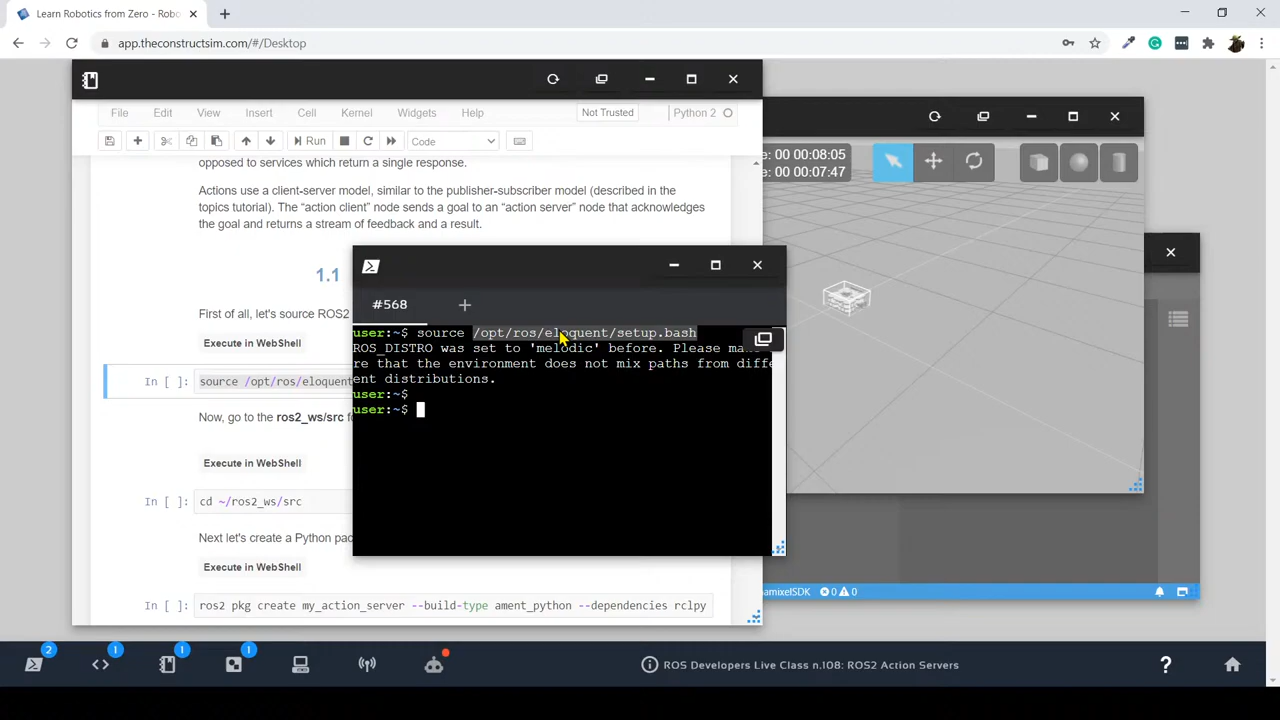 Learn Robotics from Zero - Robo
app.theconstructsim.com/#/Desktop
File Edit View Insert Cell Kernel Widgets Help Not Trusted Python 2
Run Code
opposed to services which return a single response.
Actions use a client-server model, similar to the publisher-subscriber model (described in the
topics tutorial). The “action client” node sends a goal to an “action server” node that acknowledges
the goal and returns a stream of feedback and a result.
1.1
First of all, let's source ROS2
Execute in WebShell
In [ ]: source /opt/ros/eloquent
Now, go to the ros2_ws/src
Execute in WebShell
In [ ]: cd ~/ros2_ws/src
Next let's create a Python pac
Execute in WebShell
In [ ]: ros2 pkg create my_action_server --build-type ament_python --dependencies rclpy
#568
user:~$ source /opt/ros/eloquent/setup.bash
ROS_DISTRO was set to 'melodic' before. Please mak
re that the environment does not mix paths from diffe
ent distributions.
user:~$
user:~$
e: 00 00:08:05
00 00:07:47
amixelSDK 0 0
2 1 1 1
ROS Developers Live Class n.108: ROS2 Action Servers